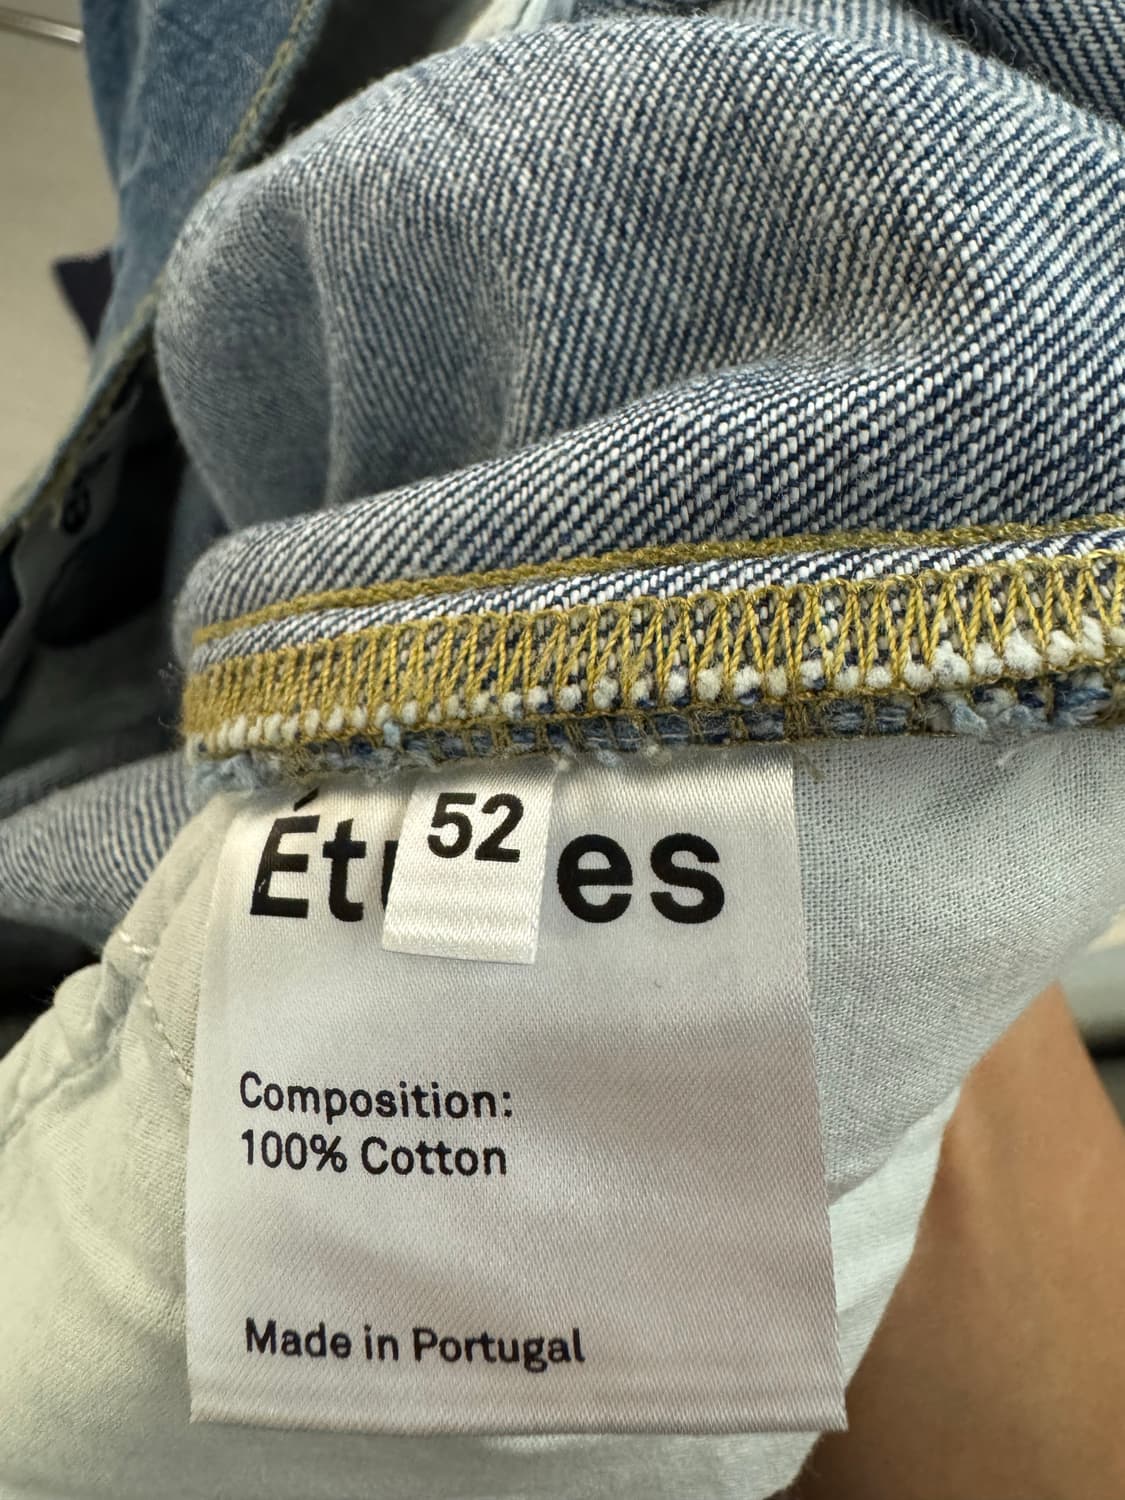 52
Ét es
Composition:
100% Cotton
Made in Portugal